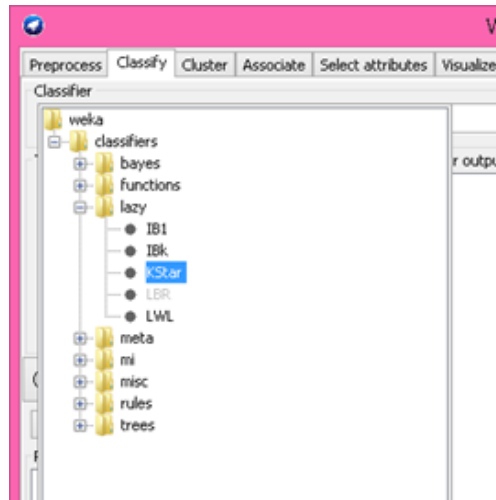 Preprocess Classify Cluster Associate Select attributes Visualize
Classifier
weka
classifiers
bayes
functions
lazy
IB1
IBk
KStar
LBR
LWL
meta
mi
misc
rules
trees